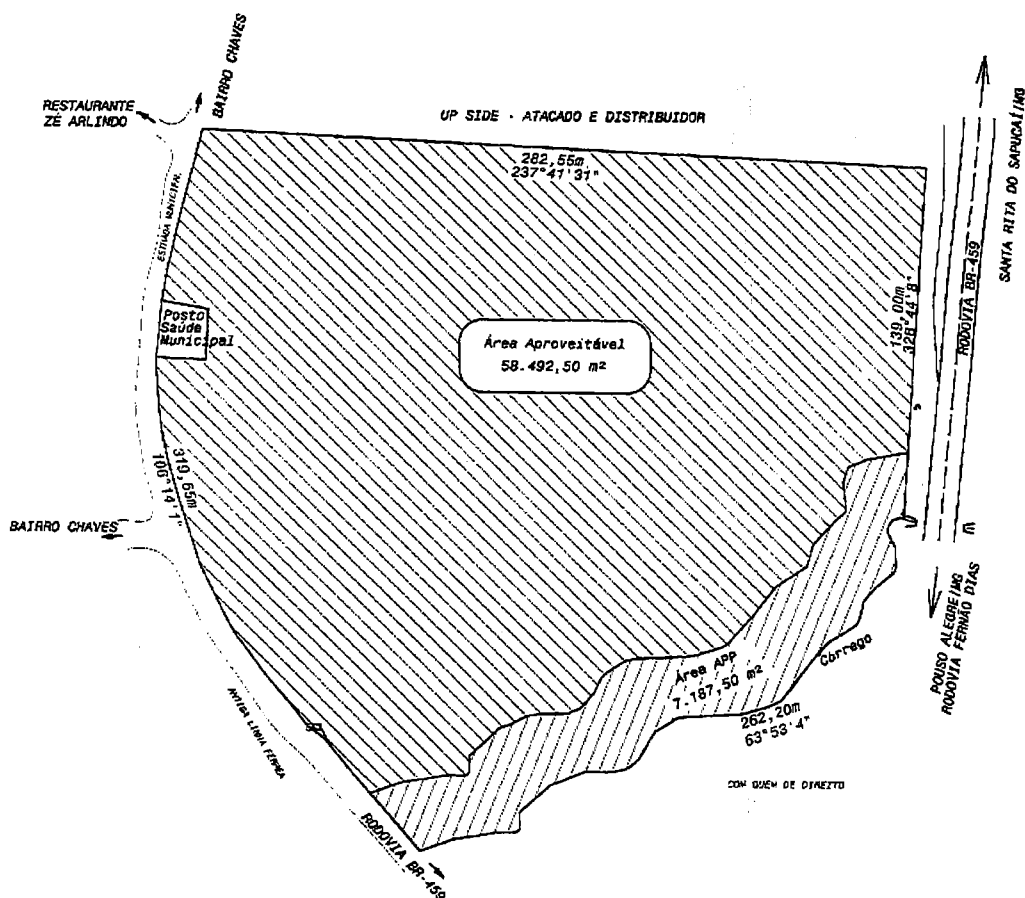 BAIRRO CHAVES
RESTAURANTE
ZÉ ARLINDO
UP SIDE - ATACADO E DISTRIBUIDOR
282,55m
237°41'31"
SANTA RITA DO SAPUCAÍ/MG
ESTRADA MUNICIPAL
RODOVIA BR-459
139,00m
328°44'8"
Posto
Saúde
Municipal
Área Aproveitável
58.492,50 m²
319,65m
106°14'1"
BAIRRO CHAVES
POUSO ALEGRE/MG
RODOVIA FERNÃO DIAS
Área APP
7.187,50 m²
Córrego
262,20m
63°53'4"
ANTIGA LINHA FÉRREA
COM QUEM DE DIREITO
RODOVIA BR-459